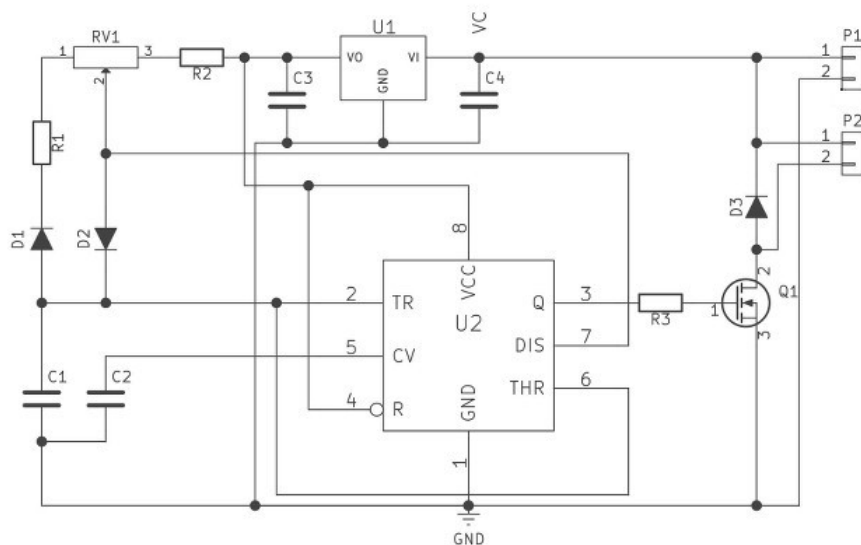 U1
VC
P1
1 RV1 3
R2
VO VI
GND
1
2
2
C3
C4
P2
R1
1
2
D1
D2
D3
8
VCC
2
2 TR
Q 3
U2
R3
1
Q1
5 CV
DIS 7
3
C1
C2
THR 6
4 R
GND
1
GND